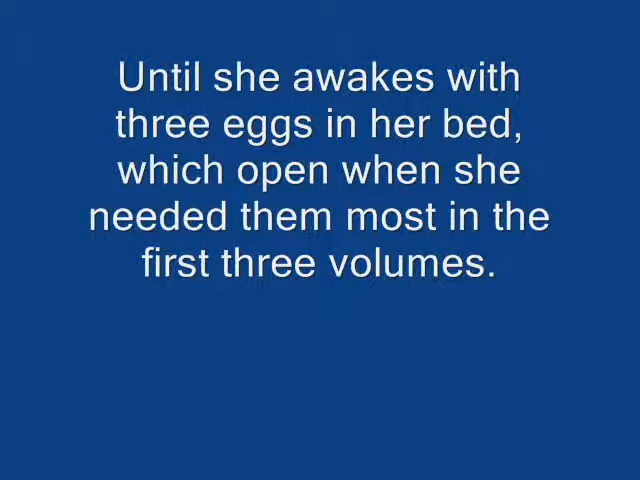 Until she awakes with
three eggs in her bed,
which open when she
needed them most in the
first three volumes.